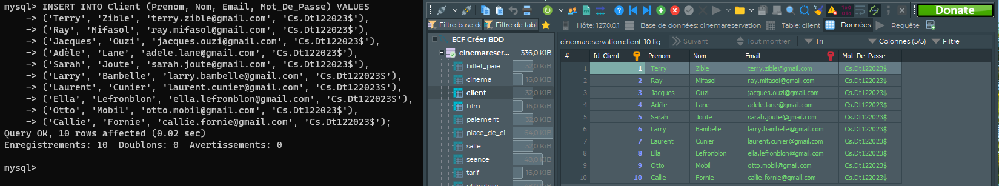 mysql> INSERT INTO Client (Prenom, Nom, Email, Mot_De_Passe) VALUES
-> ('Terry', 'Zible', 'terry.zible@gmail.com', 'Cs.Dt122023$'),
-> ('Ray', 'Mifasol', 'ray.mifasol@gmail.com', 'Cs.Dt122023$'),
-> ('Jacques', 'Ouzi', 'jacques.ouzi@gmail.com', 'Cs.Dt122023$'),
-> ('Adèle', 'Lane', 'adele.lane@gmail.com', 'Cs.Dt122023$'),
-> ('Sarah', 'Joute', 'sarah.joute@gmail.com', 'Cs.Dt122023$'),
-> ('Larry', 'Bambelle', 'larry.bambelle@gmail.com', 'Cs.Dt122023$'),
-> ('Laurent', 'Cunier', 'laurent.cunier@gmail.com', 'Cs.Dt122023$'),
-> ('Ella', 'Lefronblon', 'ella.lefronblon@gmail.com', 'Cs.Dt122023$'),
-> ('Otto', 'Mobil', 'otto.mobil@gmail.com', 'Cs.Dt122023$'),
-> ('Callie', 'Fornie', 'callie.fornie@gmail.com', 'Cs.Dt122023$');
Query OK, 10 rows affected (0.02 sec)
Enregistrements: 10  Doublons: 0  Avertissements: 0
mysql>
Donate
Filtre base de
Filtre de table
Hôte: 127.0.0.1
Base de données: cinemareservation
Table: client
Données
Requête
ECF Créer BDD
cinemareser... 336,0 KiB
billet_paie... 32,0 KiB
cinema 16,0 KiB
client 32,0 KiB
film 16,0 KiB
paiement 32,0 KiB
place_de_ci... 64,0 KiB
salle 32,0 KiB
seance 48,0 KiB
tarif 16,0 KiB
utilisateur
cinemareservation.client: 10 lig
Suivant
Tout montrer
Tri
Colonnes (5/5)
Filtre
# Id_Client Prenom Nom Email Mot_De_Passe
1 1 Terry Zible terry.zible@gmail.com Cs.Dt122023$
2 2 Ray Mifasol ray.mifasol@gmail.com Cs.Dt122023$
3 3 Jacques Ouzi jacques.ouzi@gmail.com Cs.Dt122023$
4 4 Adèle Lane adele.lane@gmail.com Cs.Dt122023$
5 5 Sarah Joute sarah.joute@gmail.com Cs.Dt122023$
6 6 Larry Bambelle larry.bambelle@gmail.com Cs.Dt122023$
7 7 Laurent Cunier laurent.cunier@gmail.com Cs.Dt122023$
8 8 Ella Lefronblon ella.lefronblon@gmail.com Cs.Dt122023$
9 9 Otto Mobil otto.mobil@gmail.com Cs.Dt122023$
10 10 Callie Fornie callie.fornie@gmail.com Cs.Dt122023$